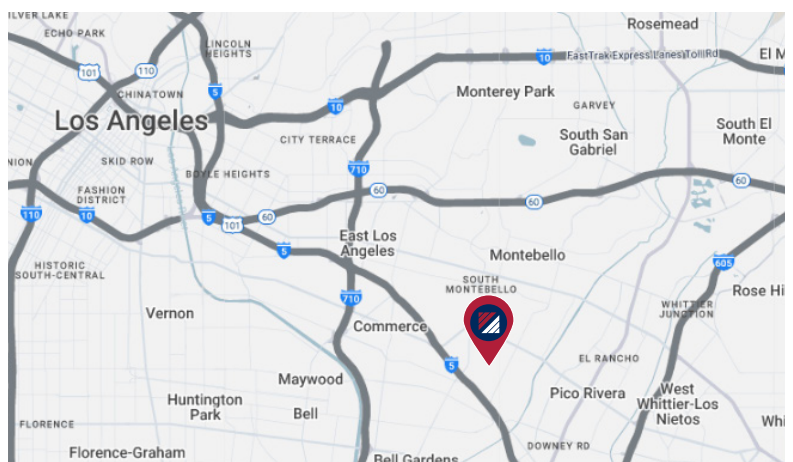 SILVER LAKE
ECHO PARK
LINCOLN
HEIGHTS
Rosemead
101
110
5
10
EastTrak Express Lanes Toll Rd
El M
CHINATOWN
Monterey Park
GARVEY
Los Angeles
10
CITY TERRACE
South San
Gabriel
South El
Monte
SKID ROW
NION
710
BOYLE HEIGHTS
FASHION
DISTRICT
60
60
60
110
10
5
101
60
East Los
Angeles
5
Montebello
605
HISTORIC
SOUTH-CENTRAL
SOUTH
MONTEBELLO
Rose Hi
710
WHITTIER
JUNCTION
Vernon
Commerce
EL RANCHO
5
Maywood
Pico Rivera
West
Whittier-Los
Nietos
Huntington
Park
Bell
FLORENCE
Whi
DOWNEY RD
Florence-Graham
Bell Gardens